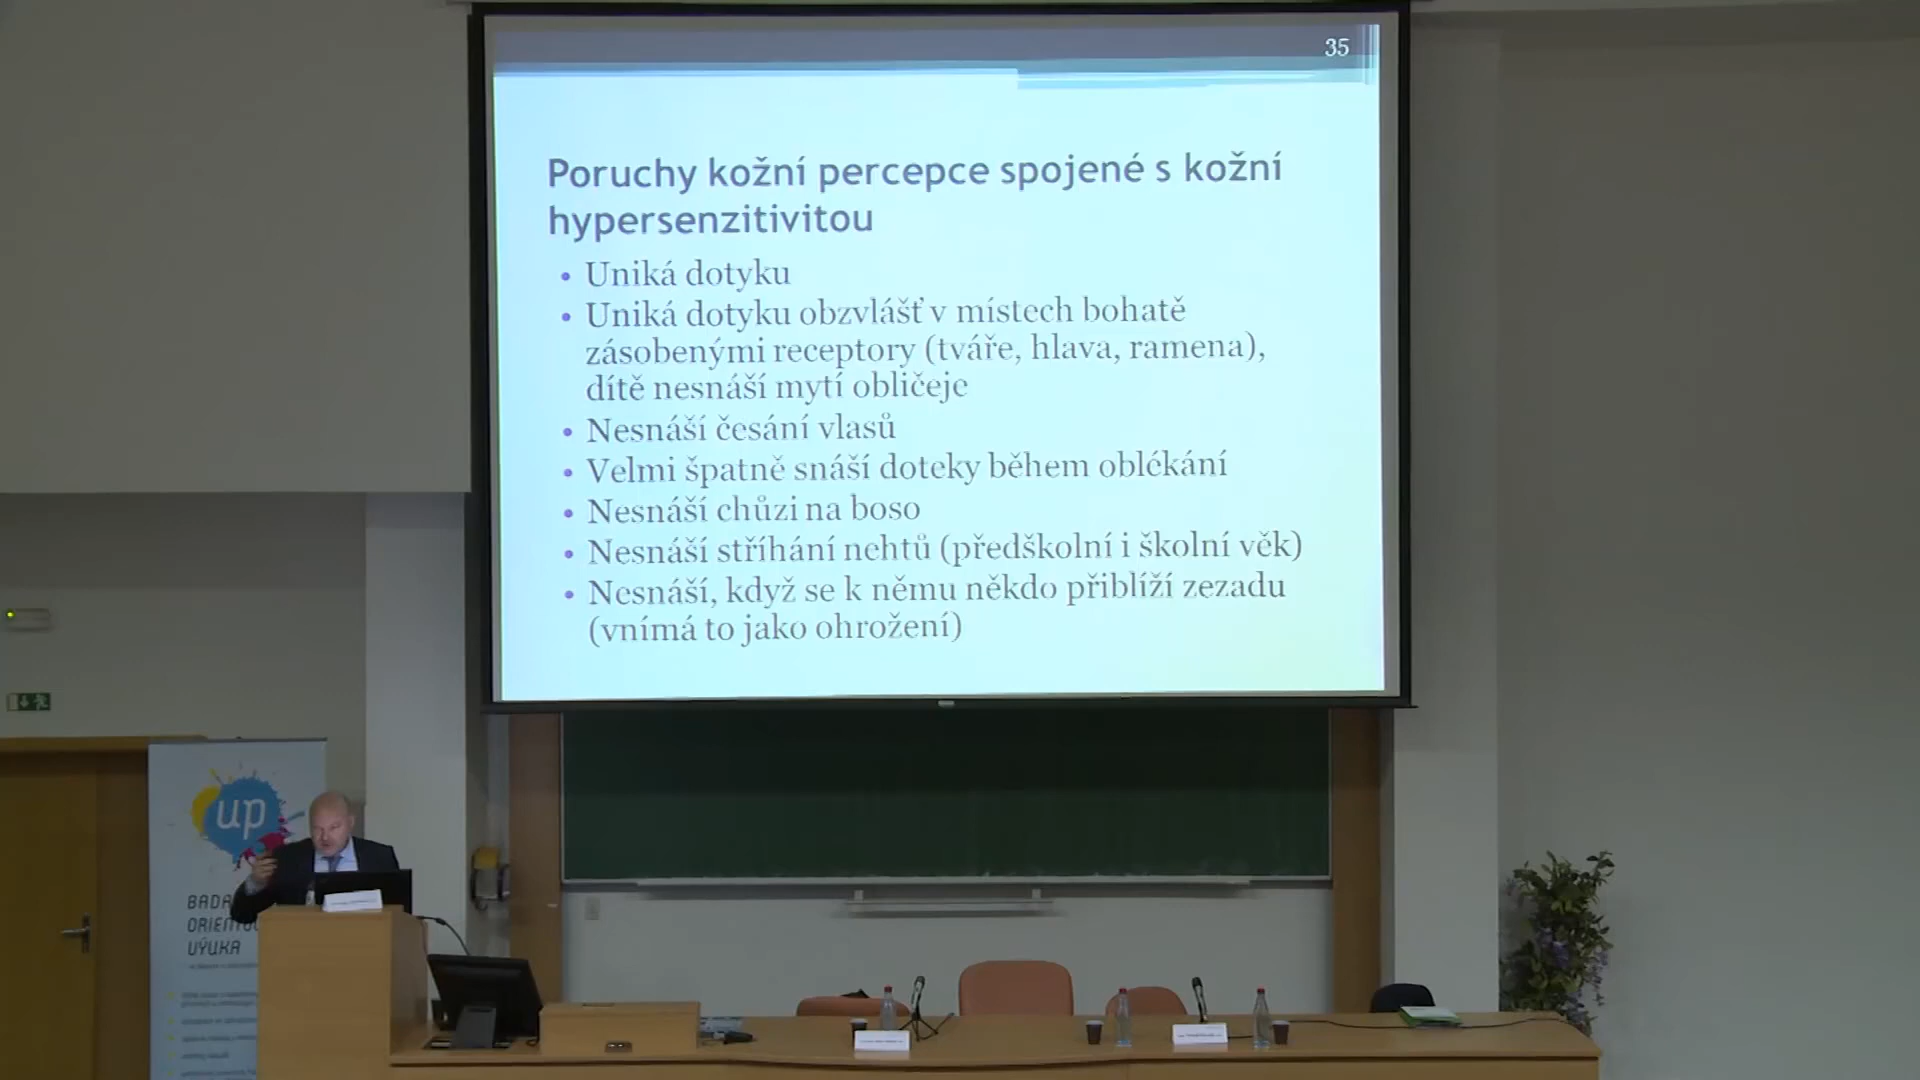 35
Poruchy kožní percepce spojené s kožní
hypersenzitivitou
• Uniká dotyku
• Uniká dotyku obzvlášť v místech bohatě
zásobenými receptory (tváře, hlava, ramena),
dítě nesnáší mytí obličeje
• Nesnáší česání vlasů
• Velmi špatně snáší doteky během oblékání
• Nesnáší chůzi na boso
• Nesnáší stříhání nehtů (předškolní i školní věk)
• Nesnáší, když se k němu někdo přiblíží zezadu
(vnímá to jako ohrožení)
up
VÝUKA